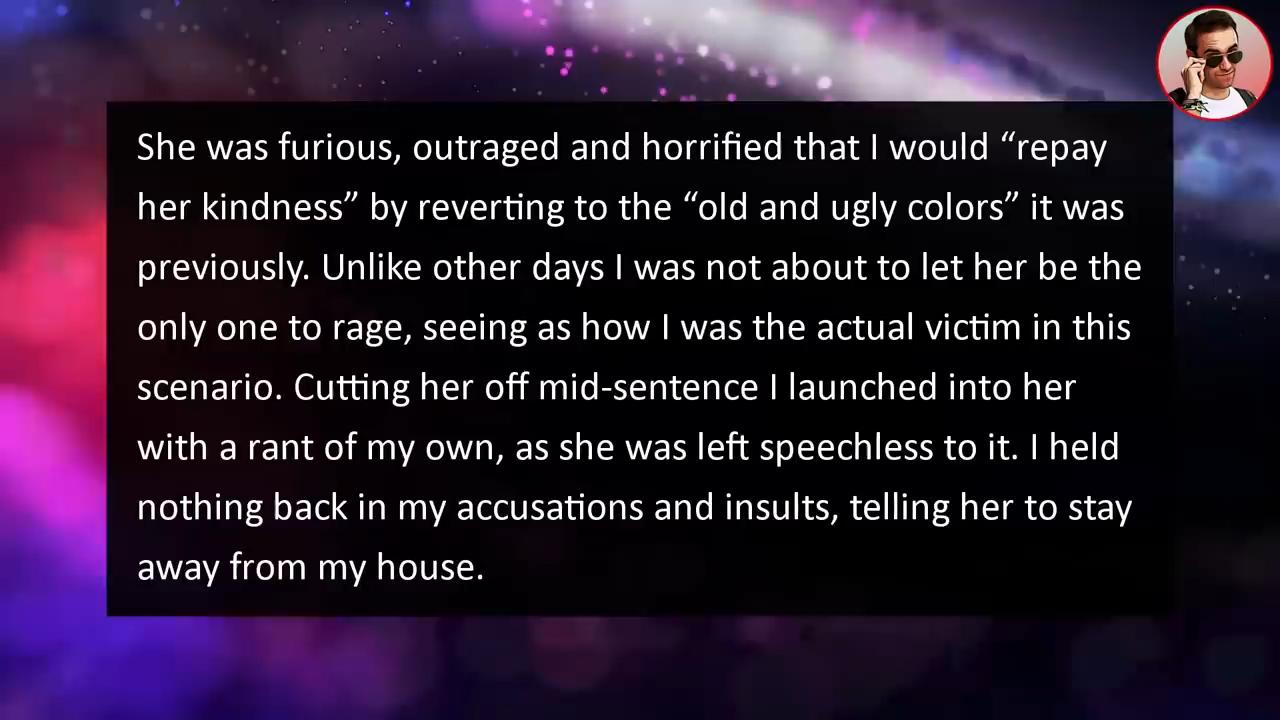 She was furious, outraged and horrified that I would “repay
her kindness” by reverting to the “old and ugly colors” it was
previously. Unlike other days I was not about to let her be the
only one to rage, seeing as how I was the actual victim in this
scenario. Cutting her off mid-sentence I launched into her
with a rant of my own, as she was left speechless to it. I held
nothing back in my accusations and insults, telling her to stay
away from my house.